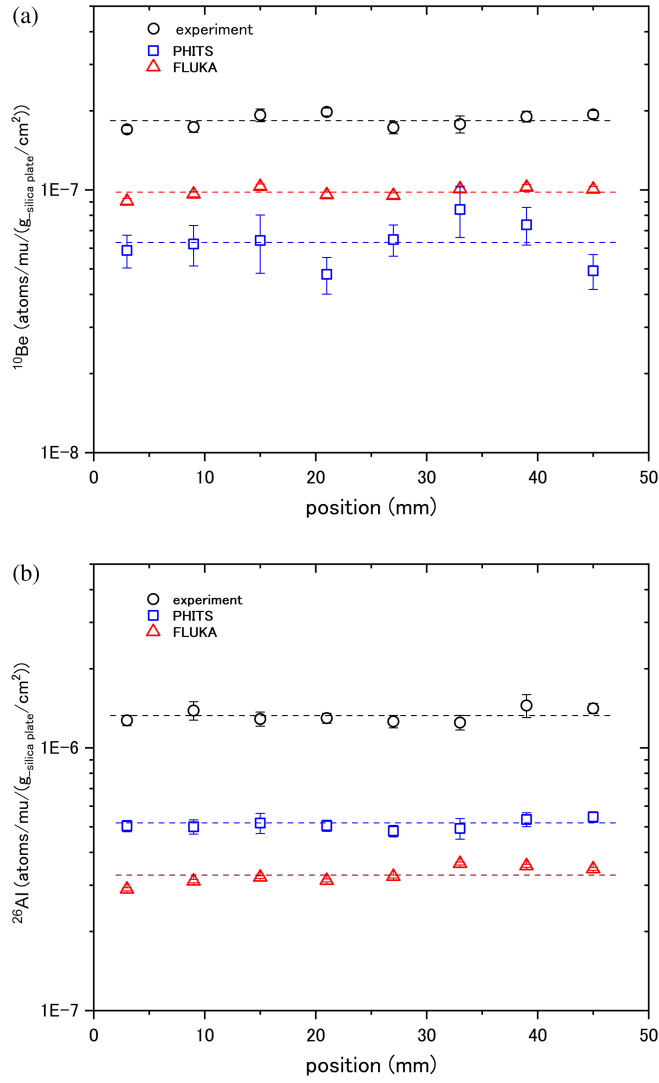 (a)
experiment
PHITS
FLUKA
1E-7
1E-8
¹⁰Be (atoms/mu/(g_silica plate/cm²))
0 10 20 30 40 50
position (mm)
(b)
experiment
PHITS
FLUKA
1E-6
1E-7
²⁶Al (atoms/mu/(g_silica plate/cm²))
0 10 20 30 40 50
position (mm)